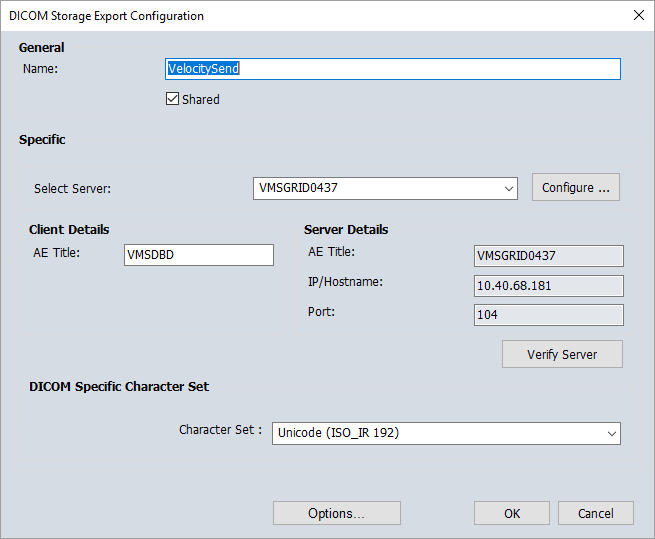 DICOM Storage Export Configuration
General
Name: VelocitySend
Shared
Specific
Select Server: VMSGRID0437 Configure ...
Client Details
AE Title: VMSDBD
Server Details
AE Title: VMSGRID0437
IP/Hostname: 10.40.68.181
Port: 104
Verify Server
DICOM Specific Character Set
Character Set : Unicode (ISO_IR 192)
Options... OK Cancel